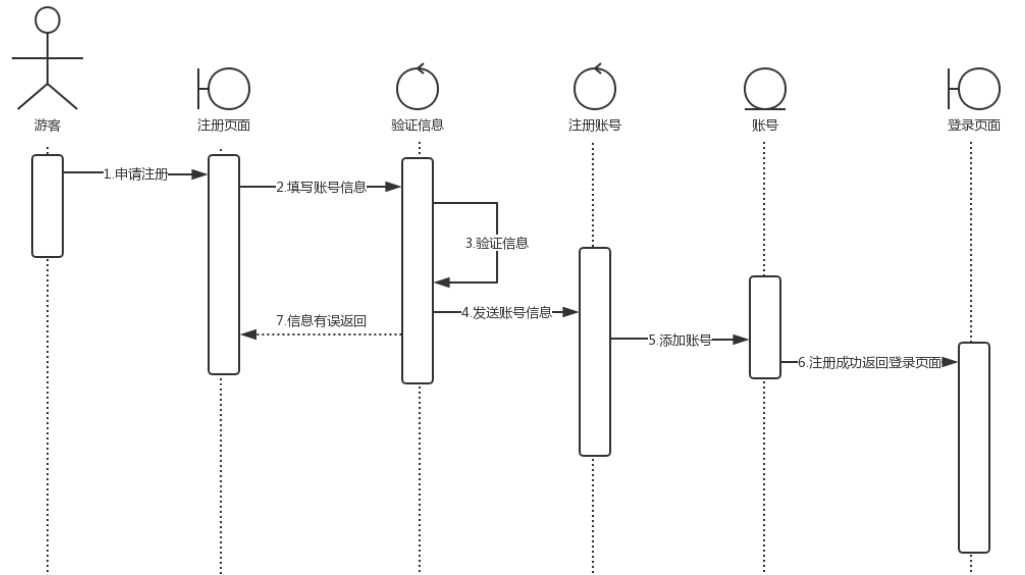 游客
注册页面
验证信息
注册账号
账号
登录页面
1.申请注册
2.填写账号信息
3.验证信息
4.发送账号信息
7.信息有误返回
5.添加账号
6.注册成功返回登录页面